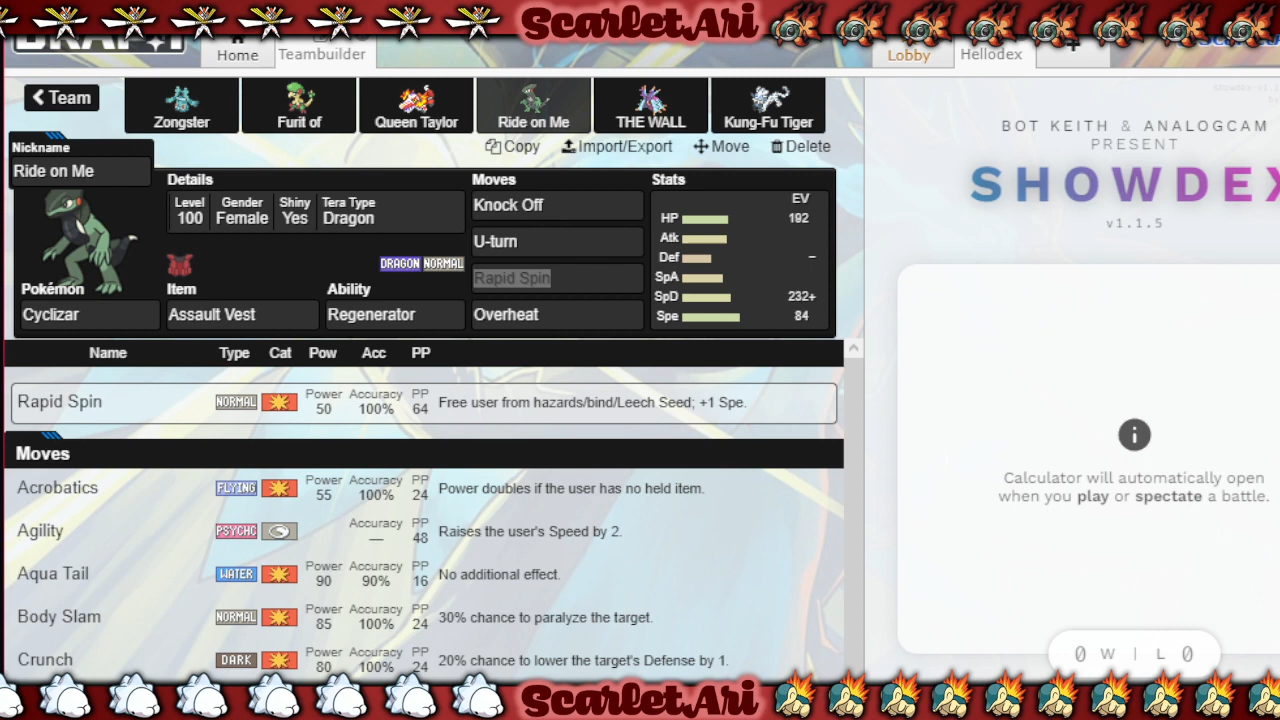 ScarletAri
Home
Teambuilder
Lobby
Hellodex
Team
Zongster
Furit of
Queen Taylor
Ride on Me
THE WALL
Kung-Fu Tiger
Copy
Import/Export
Move
Delete
Nickname
Ride on Me
Details
Level
100
Gender
Female
Shiny
Yes
Tera Type
Dragon
DRAGON NORMAL
Pokémon
Cyclizar
Item
Assault Vest
Ability
Regenerator
Moves
Knock Off
U-turn
Rapid Spin
Overheat
Stats
EV
HP 192
Atk
Def –
SpA
SpD 232+
Spe 84
Name Type Cat Pow Acc PP
Rapid Spin NORMAL Power 50 Accuracy 100% PP 64 Free user from hazards/bind/Leech Seed; +1 Spe.
Moves
Acrobatics FLYING Power 55 Accuracy 100% PP 24 Power doubles if the user has no held item.
Agility PSYCHC Accuracy — PP 48 Raises the user's Speed by 2.
Aqua Tail WATER Power 90 Accuracy 90% PP 16 No additional effect.
Body Slam NORMAL Power 85 Accuracy 100% PP 24 30% chance to paralyze the target.
Crunch DARK Power 80 Accuracy 100% PP 24 20% chance to lower the target's Defense by 1.
BOT KEITH & ANALOGCAM
PRESENT
SHOWDEX
v1.1.5
Calculator will automatically open
when you play or spectate a battle.
0 W | L 0
ScarletAri